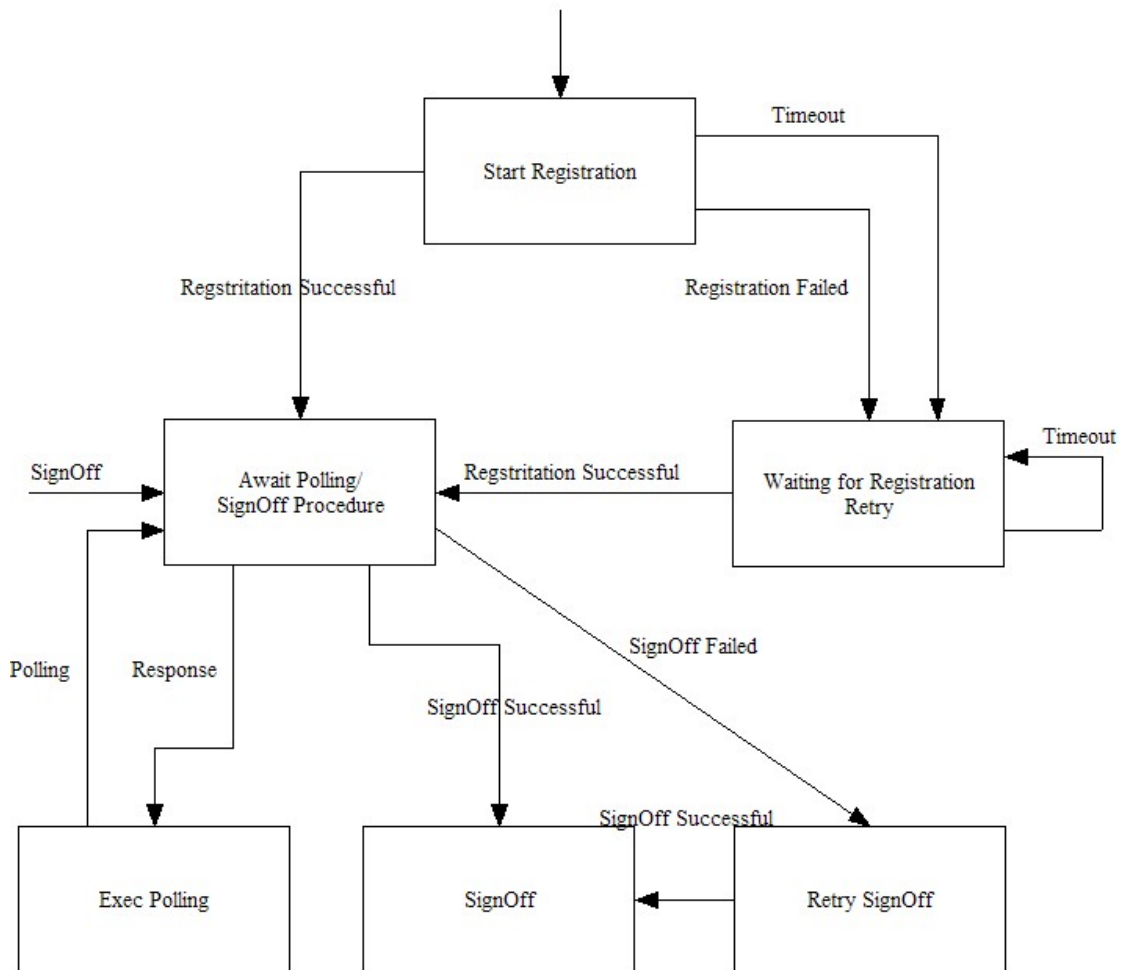 Timeout
Start Registration
Regstritation Successful
Registration Failed
Timeout
SignOff
Await Polling/
SignOff Procedure
Regstritation Successful
Waiting for Registration
Retry
Polling
Response
SignOff Failed
SignOff Successful
SignOff Successful
Exec Polling
SignOff
Retry SignOff